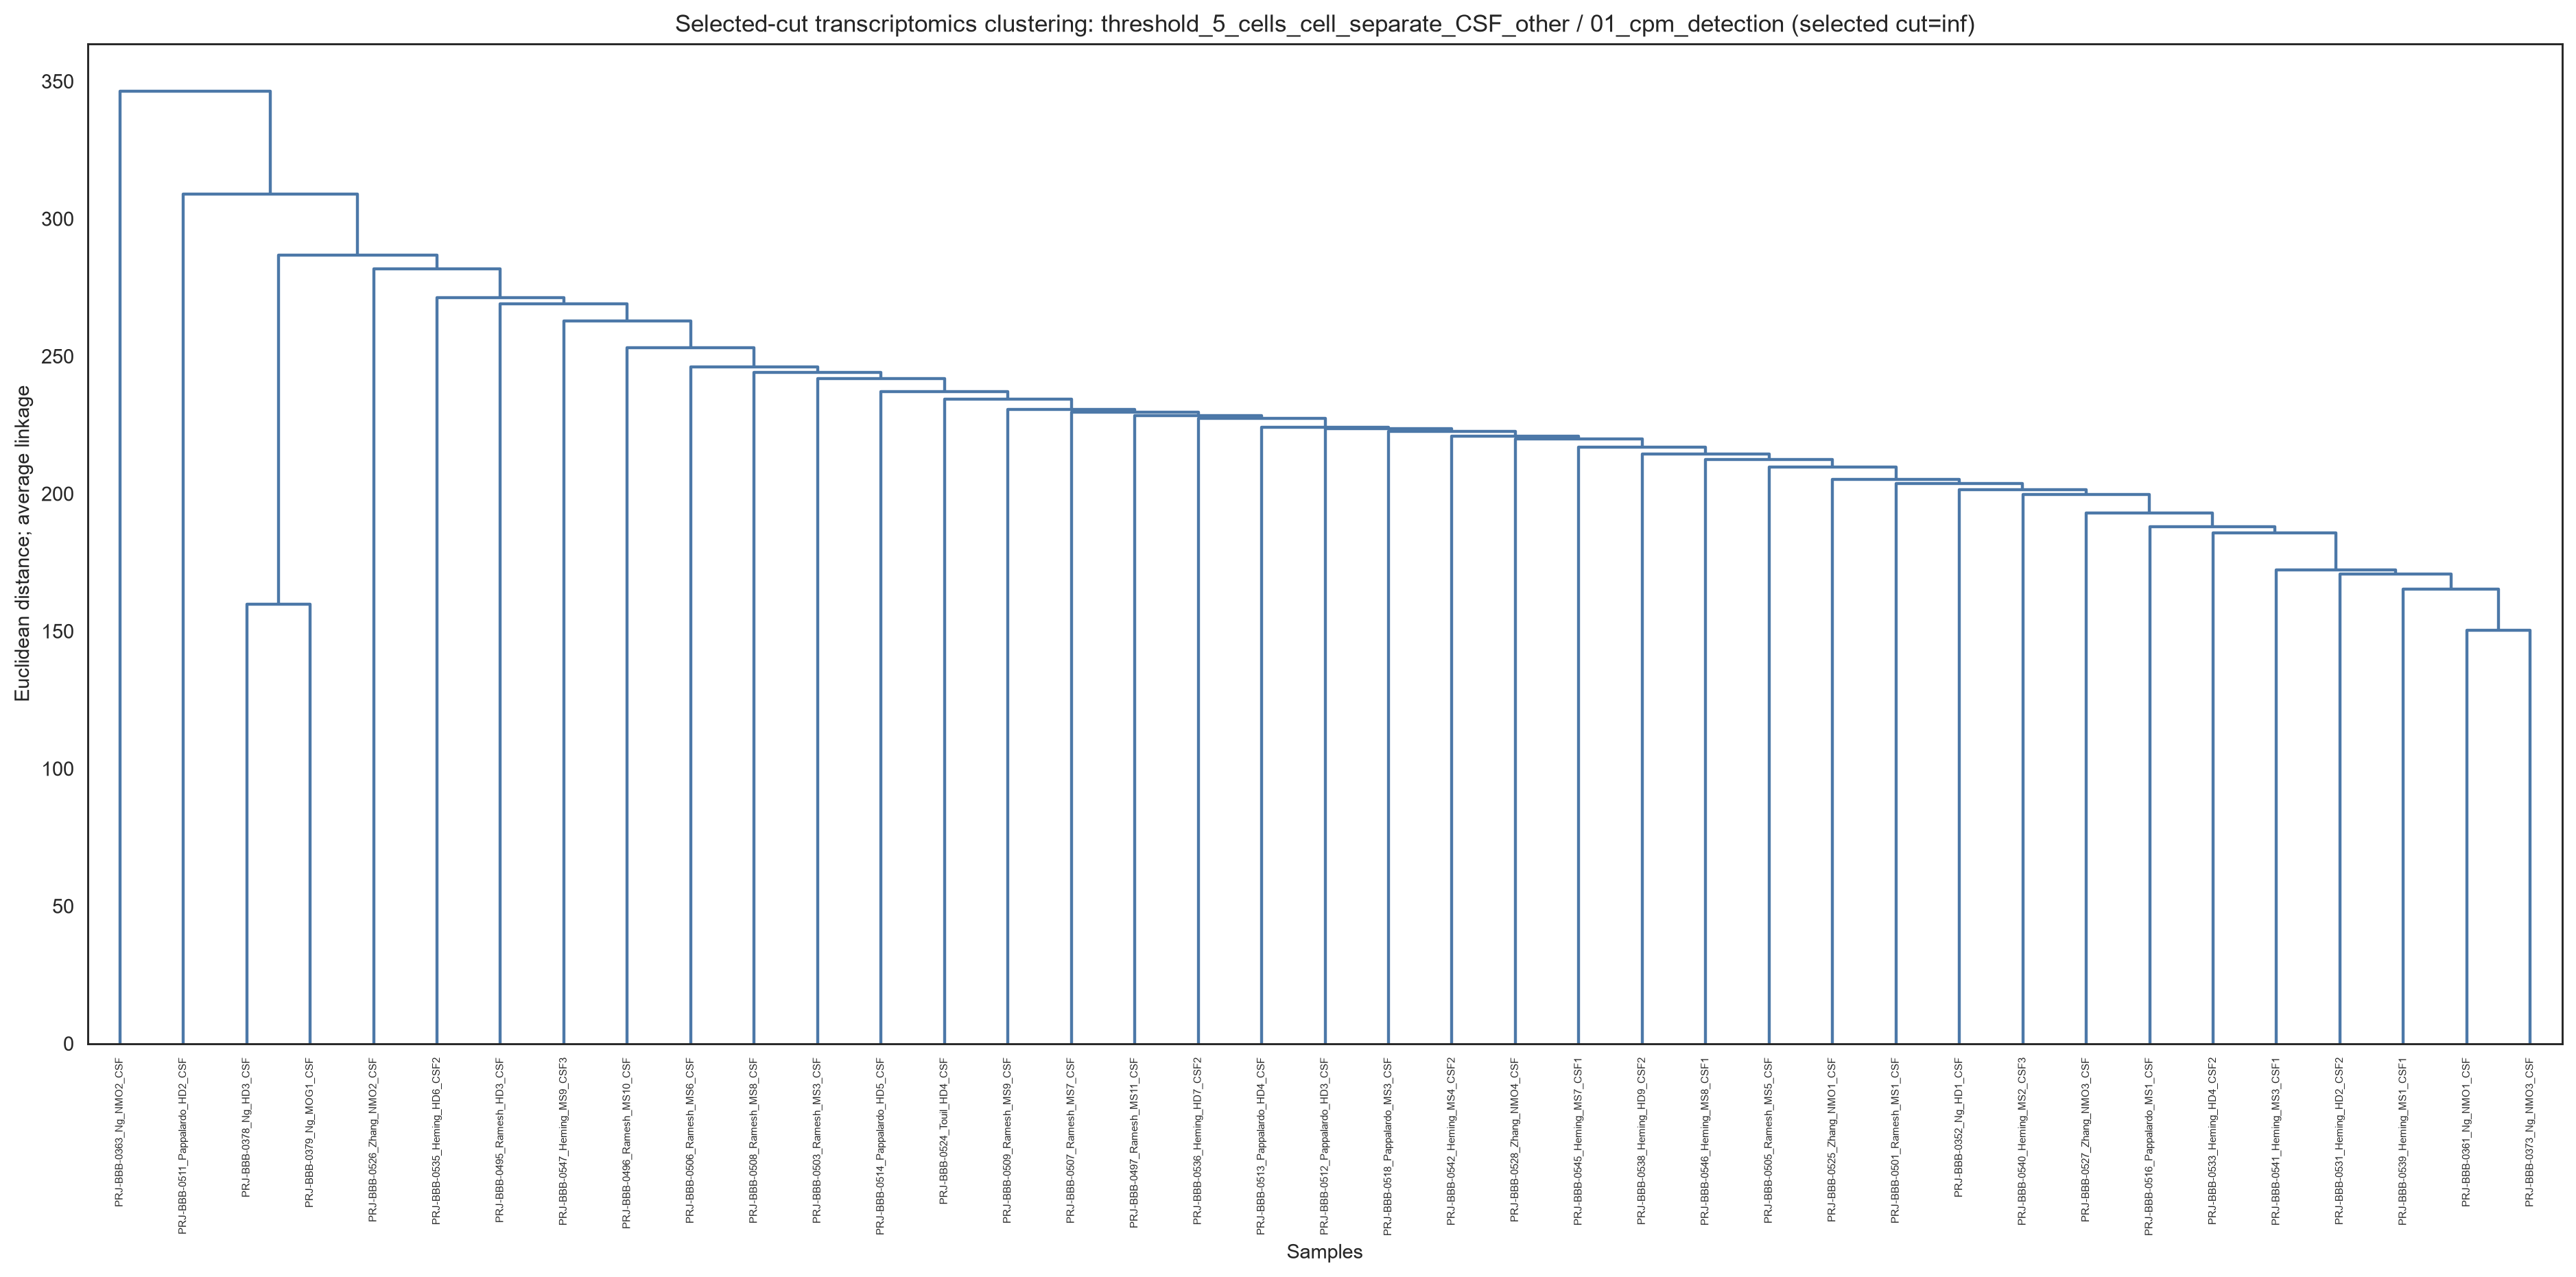 Selected-cut transcriptomics clustering: threshold_5_cells_cell_separate_CSF_other / 01_cpm_detection (selected cut=inf)
Euclidean distance; average linkage
350
300
250
200
150
100
50
0
PRJ-BBB-0363_Ng_NMO2_CSF
PRJ-BBB-0511_Pappalardo_HD2_CSF
PRJ-BBB-0378_Ng_HD3_CSF
PRJ-BBB-0379_Ng_MOG1_CSF
PRJ-BBB-0526_Zhang_NMO2_CSF
PRJ-BBB-0535_Heming_HD6_CSF2
PRJ-BBB-0495_Ramesh_HD3_CSF
PRJ-BBB-0547_Heming_MS9_CSF3
PRJ-BBB-0496_Ramesh_MS10_CSF
PRJ-BBB-0506_Ramesh_MS6_CSF
PRJ-BBB-0508_Ramesh_MS8_CSF
PRJ-BBB-0503_Ramesh_MS3_CSF
PRJ-BBB-0514_Pappalardo_HD5_CSF
PRJ-BBB-0524_Touil_HD4_CSF
PRJ-BBB-0509_Ramesh_MS9_CSF
PRJ-BBB-0507_Ramesh_MS7_CSF
PRJ-BBB-0497_Ramesh_MS11_CSF
PRJ-BBB-0536_Heming_HD7_CSF2
PRJ-BBB-0513_Pappalardo_HD4_CSF
PRJ-BBB-0512_Pappalardo_HD3_CSF
PRJ-BBB-0518_Pappalardo_MS3_CSF
PRJ-BBB-0542_Heming_MS4_CSF2
PRJ-BBB-0528_Zhang_NMO4_CSF
PRJ-BBB-0545_Heming_MS7_CSF1
PRJ-BBB-0538_Heming_HD9_CSF2
PRJ-BBB-0546_Heming_MS8_CSF1
PRJ-BBB-0505_Ramesh_MS5_CSF
PRJ-BBB-0525_Zhang_NMO1_CSF
PRJ-BBB-0501_Ramesh_MS1_CSF
PRJ-BBB-0352_Ng_HD1_CSF
PRJ-BBB-0540_Heming_MS2_CSF3
PRJ-BBB-0527_Zhang_NMO3_CSF
PRJ-BBB-0516_Pappalardo_MS1_CSF
PRJ-BBB-0533_Heming_HD4_CSF2
PRJ-BBB-0541_Heming_MS3_CSF1
PRJ-BBB-0531_Heming_HD2_CSF2
PRJ-BBB-0539_Heming_MS1_CSF1
PRJ-BBB-0361_Ng_NMO1_CSF
PRJ-BBB-0373_Ng_NMO3_CSF
Samples